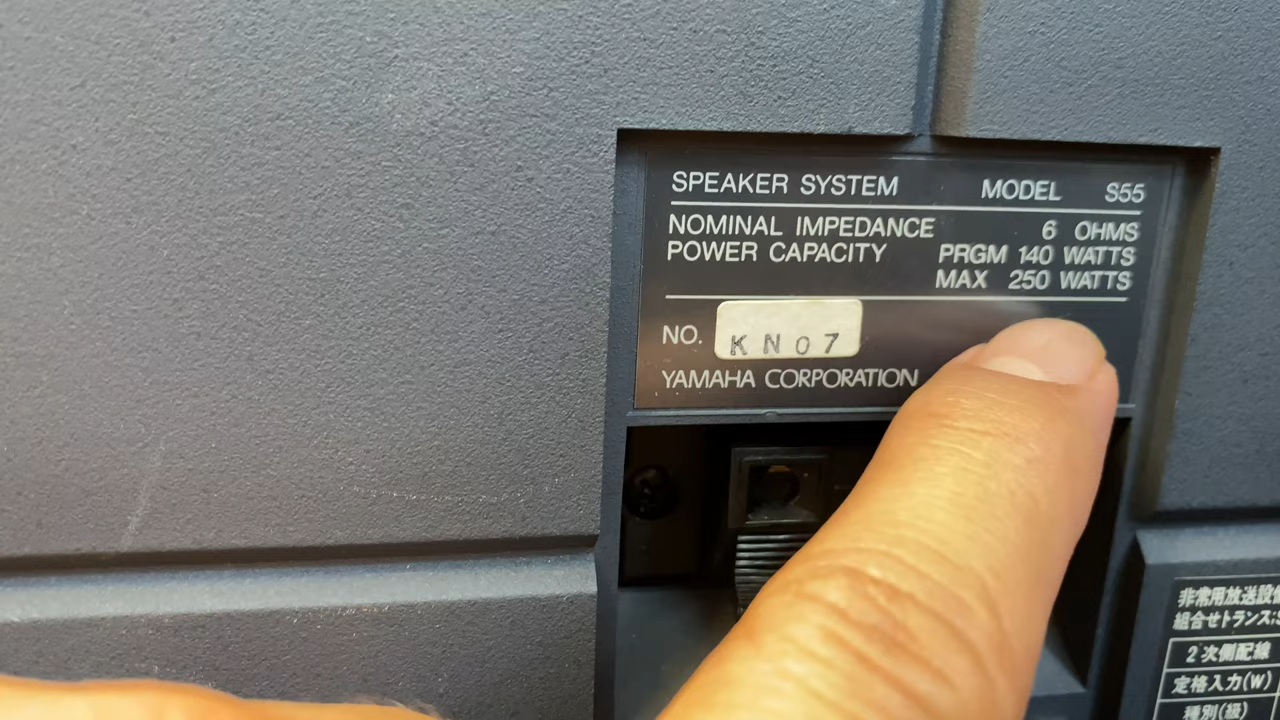 SPEAKER SYSTEM MODEL S55
NOMINAL IMPEDANCE 6 OHMS
POWER CAPACITY PRGM 140 WATTS
MAX 250 WATTS
NO. KN07
YAMAHA CORPORATION
非常用放送設
組合せトランス:
2次側配線
定格入力(W)
種別(級)